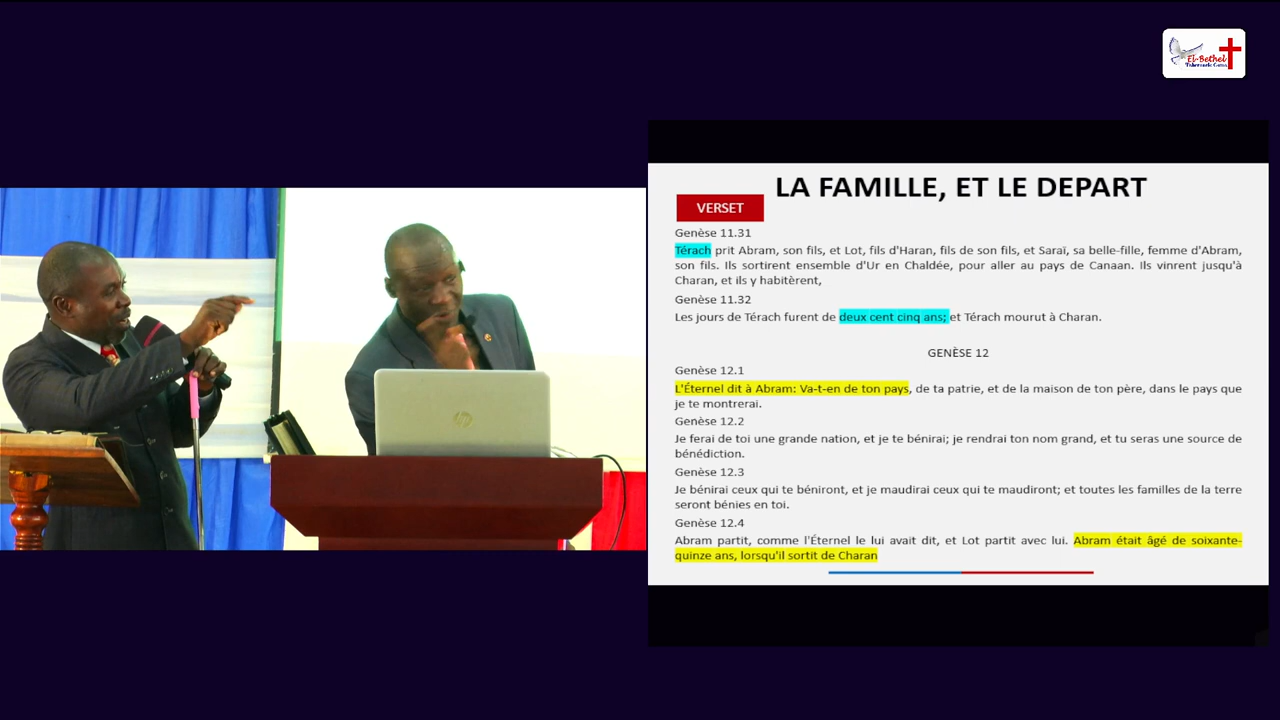 El-Bethel
Tabernacle Goma
LA FAMILLE, ET LE DEPART
VERSET
Genèse 11.31
Térach prit Abram, son fils, et Lot, fils d'Haran, fils de son fils, et Saraï, sa belle-fille, femme d'Abram,
son fils. Ils sortirent ensemble d'Ur en Chaldée, pour aller au pays de Canaan. Ils vinrent jusqu'à
Charan, et ils y habitèrent,
Genèse 11.32
Les jours de Térach furent de deux cent cinq ans; et Térach mourut à Charan.
GENÈSE 12
Genèse 12.1
L'Éternel dit à Abram: Va-t-en de ton pays, de ta patrie, et de la maison de ton père, dans le pays que
je te montrerai.
Genèse 12.2
Je ferai de toi une grande nation, et je te bénirai; je rendrai ton nom grand, et tu seras une source de
bénédiction.
Genèse 12.3
Je bénirai ceux qui te béniront, et je maudirai ceux qui te maudiront; et toutes les familles de la terre
seront bénies en toi.
Genèse 12.4
Abram partit, comme l'Éternel le lui avait dit, et Lot partit avec lui. Abram était âgé de soixante-
quinze ans, lorsqu'il sortit de Charan
hp